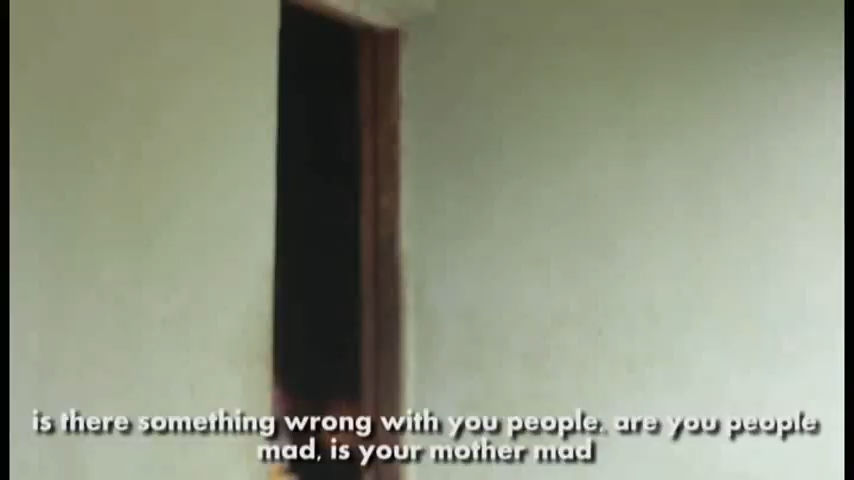 is there something wrong with you people, are you people
mad, is your mother mad